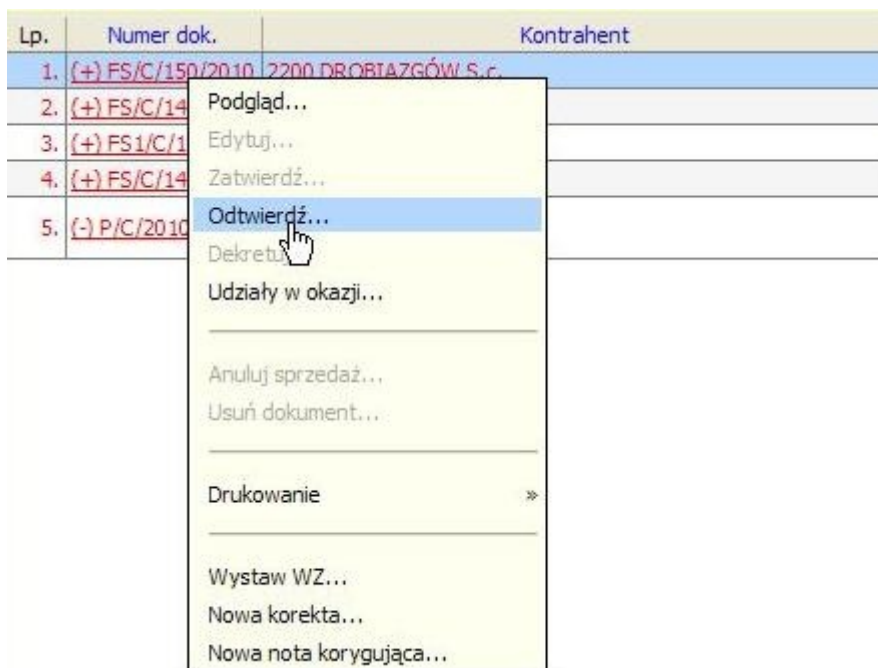 Lp. Numer dok. Kontrahent
1. (+) FS/C/150/2010 2200 DROBIAZGÓW S.c.
2. (+) FS/C/14
3. (+) FS1/C/1
4. (+) FS/C/14
5. (-) P/C/2010
Podgląd...
Edytuj...
Zatwierdź...
Odtwierdź...
Dekretuj
Udziały w okazji...
Anuluj sprzedaż...
Usuń dokument...
Drukowanie »
Wystaw WZ...
Nowa korekta...
Nowa nota korygująca...